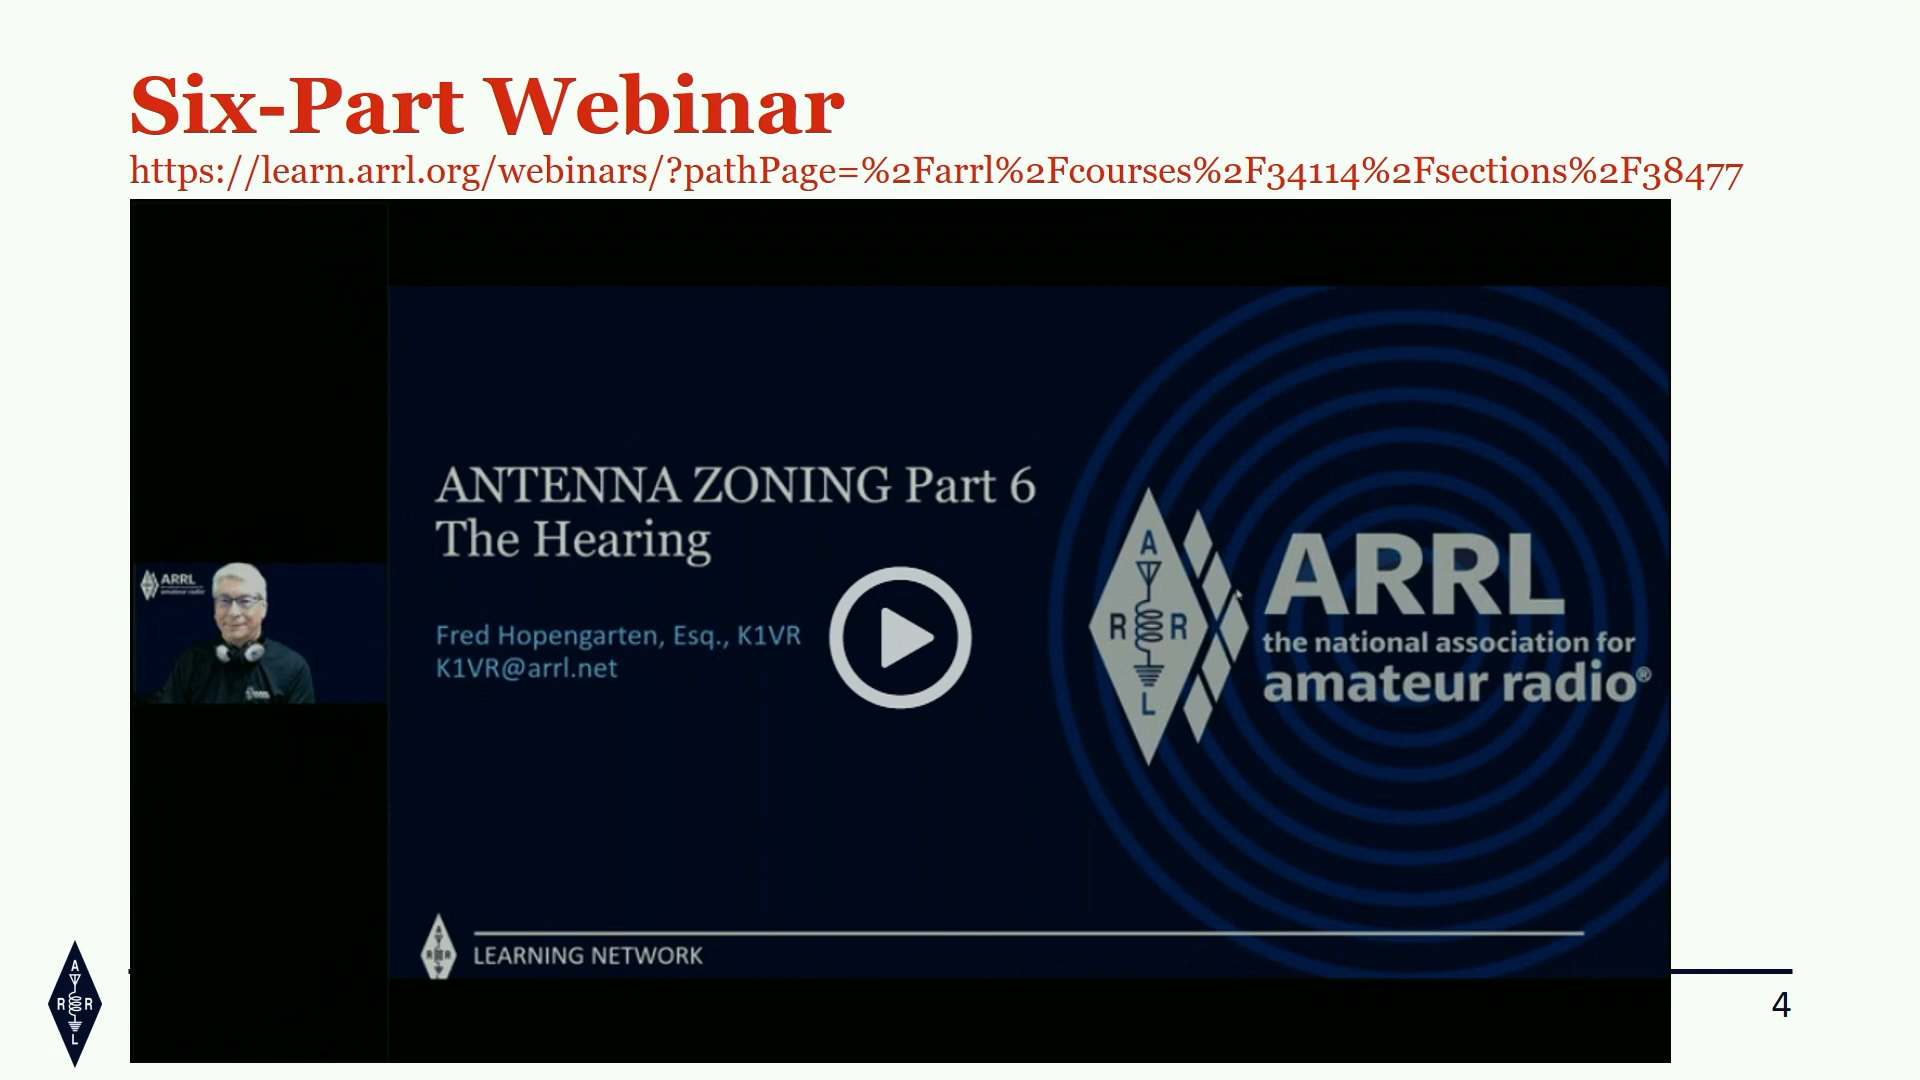 Six-Part Webinar
https://learn.arrl.org/webinars/?pathPage=%2Farrl%2Fcourses%2F34114%2Fsections%2F38477
ANTENNA ZONING Part 6
The Hearing
Fred Hopengarten, Esq., K1VR
K1VR@arrl.net
A
R R
L
ARRL
the national association for
amateur radio®
ARRL
amateur radio
LEARNING NETWORK
A
R R
L
4